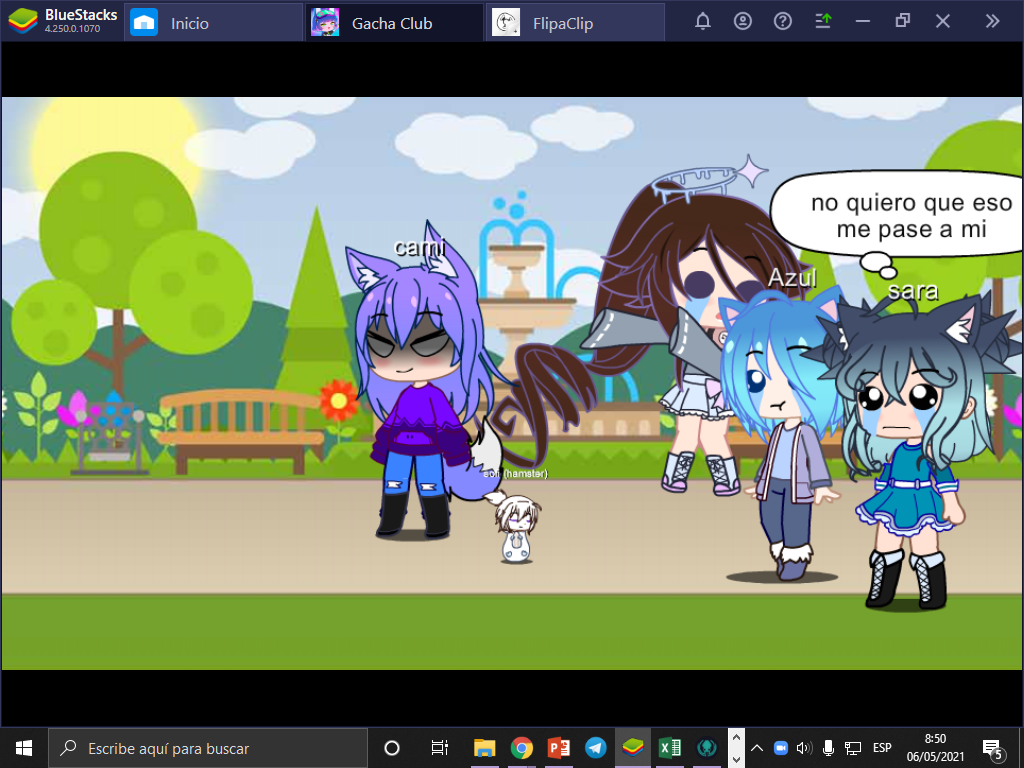 BlueStacks
4.250.0.1070
Inicio
Gacha Club
FlipaClip
no quiero que eso
me pase a mi
cami
Azul
sara
(hamster)
Escribe aquí para buscar
ESP
8:50
06/05/2021
5